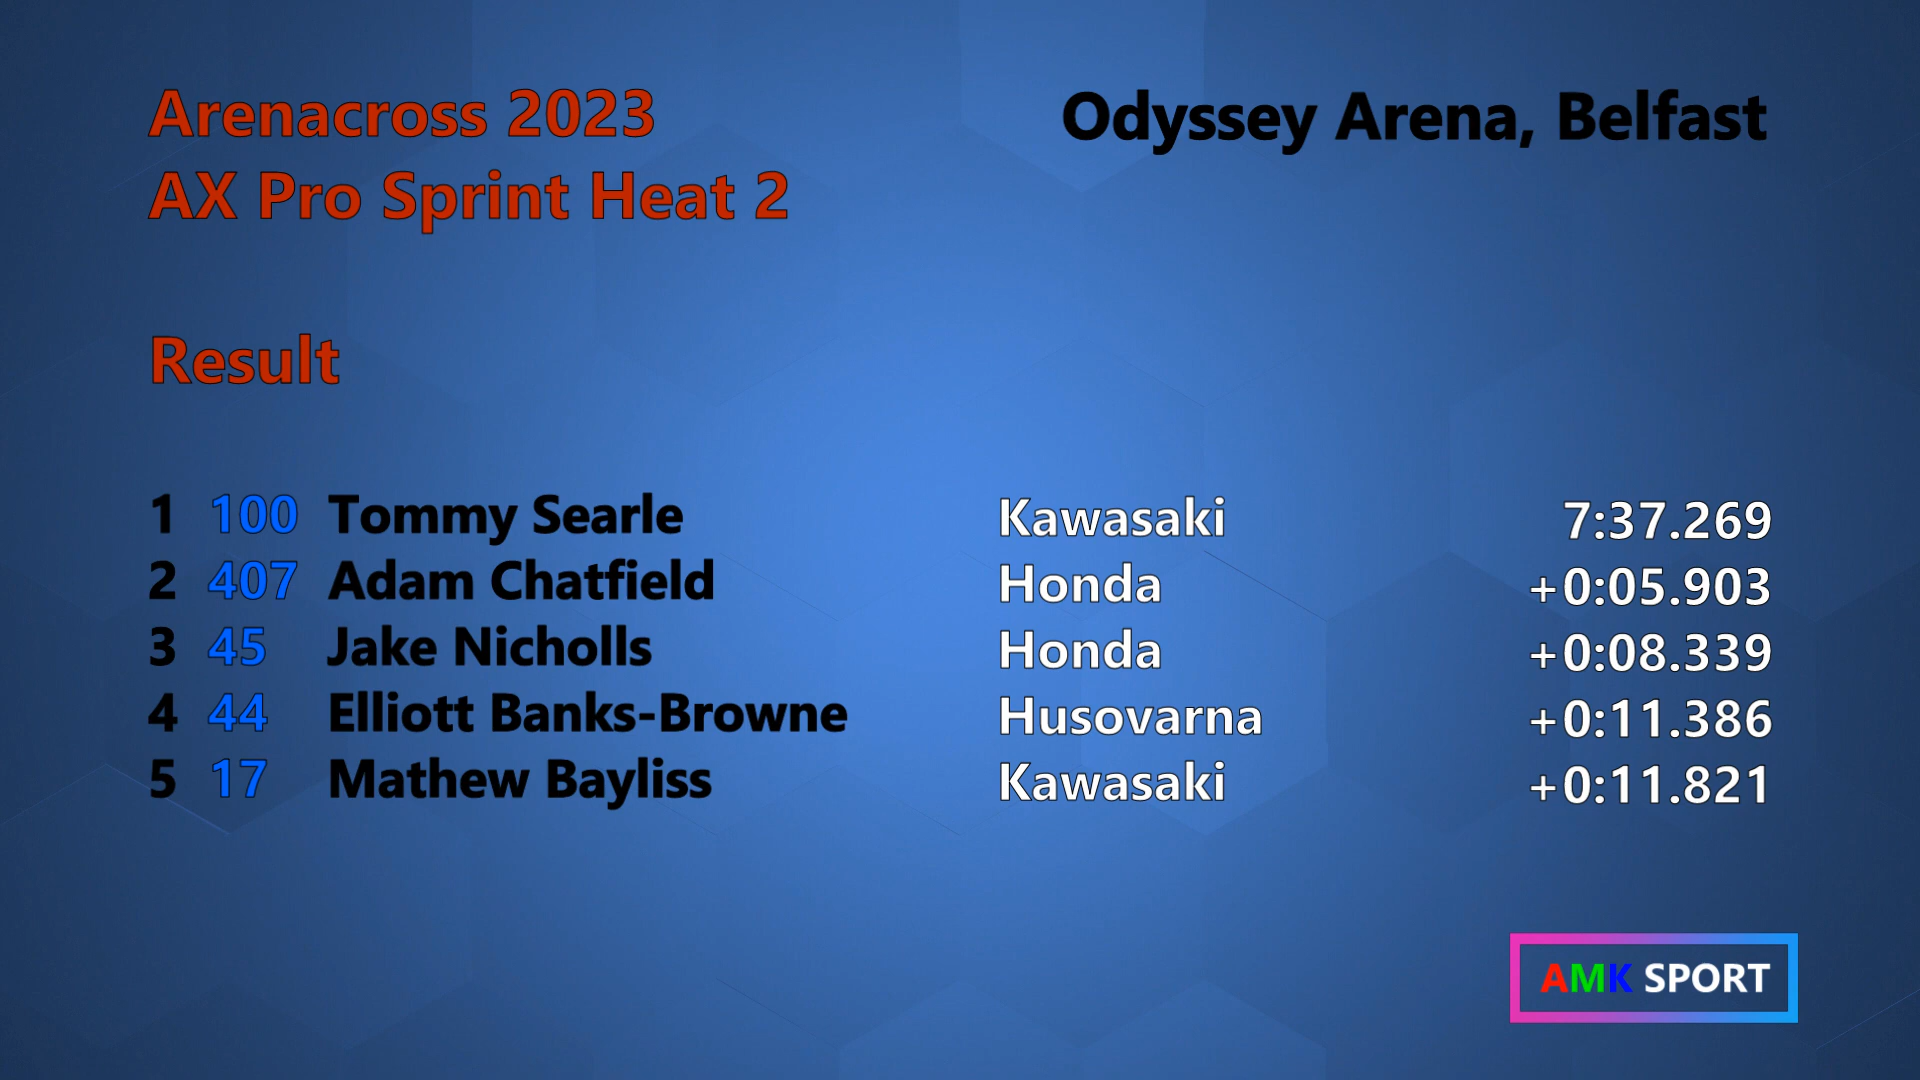 Arenacross 2023 Odyssey Arena, Belfast
AX Pro Sprint Heat 2
Result
1 100 Tommy Searle Kawasaki 7:37.269
2 407 Adam Chatfield Honda +0:05.903
3 45 Jake Nicholls Honda +0:08.339
4 44 Elliott Banks-Browne Husovarna +0:11.386
5 17 Mathew Bayliss Kawasaki +0:11.821
AMK SPORT